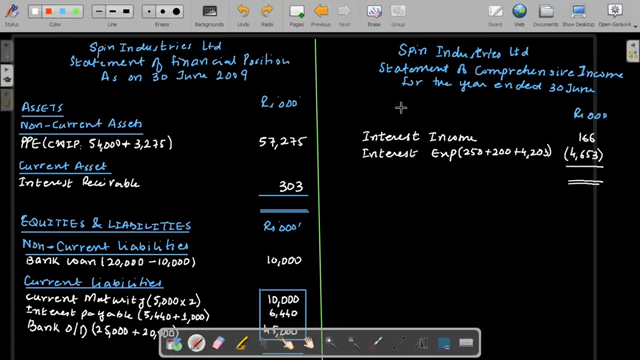 Stylus
Color
Line
Eraser
Backgrounds
Undo
Redo
Pages
Previous
Next
Erase
Board
Web
Documents
Show Desktop
Open-Sankoré
Spin Industries Ltd
Statement of Financial Position
As on 30 June 2009
ASSETS
Rs'000'
Non-Current Assets
PPE (CWIP: 54,000 + 3,275) 57,275
Current Asset
Interest Receivable 303
EQUITIES & LIABILITIES Rs'000'
Non-Current Liabilities
Bank Loan (20,000 - 10,000) 10,000
Current Liabilities
Current Maturity (5,000 x 2) 10,000
Interest Payable (5,440 + 1,000) 6,440
Bank O/D (25,000 + 20,000) 45,000
Spin Industries Ltd
Statement of Comprehensive Income
for the year ended 30 June
Rs.000
Interest Income 166
Interest Exp (250 + 200 + 4,203) (4,653)